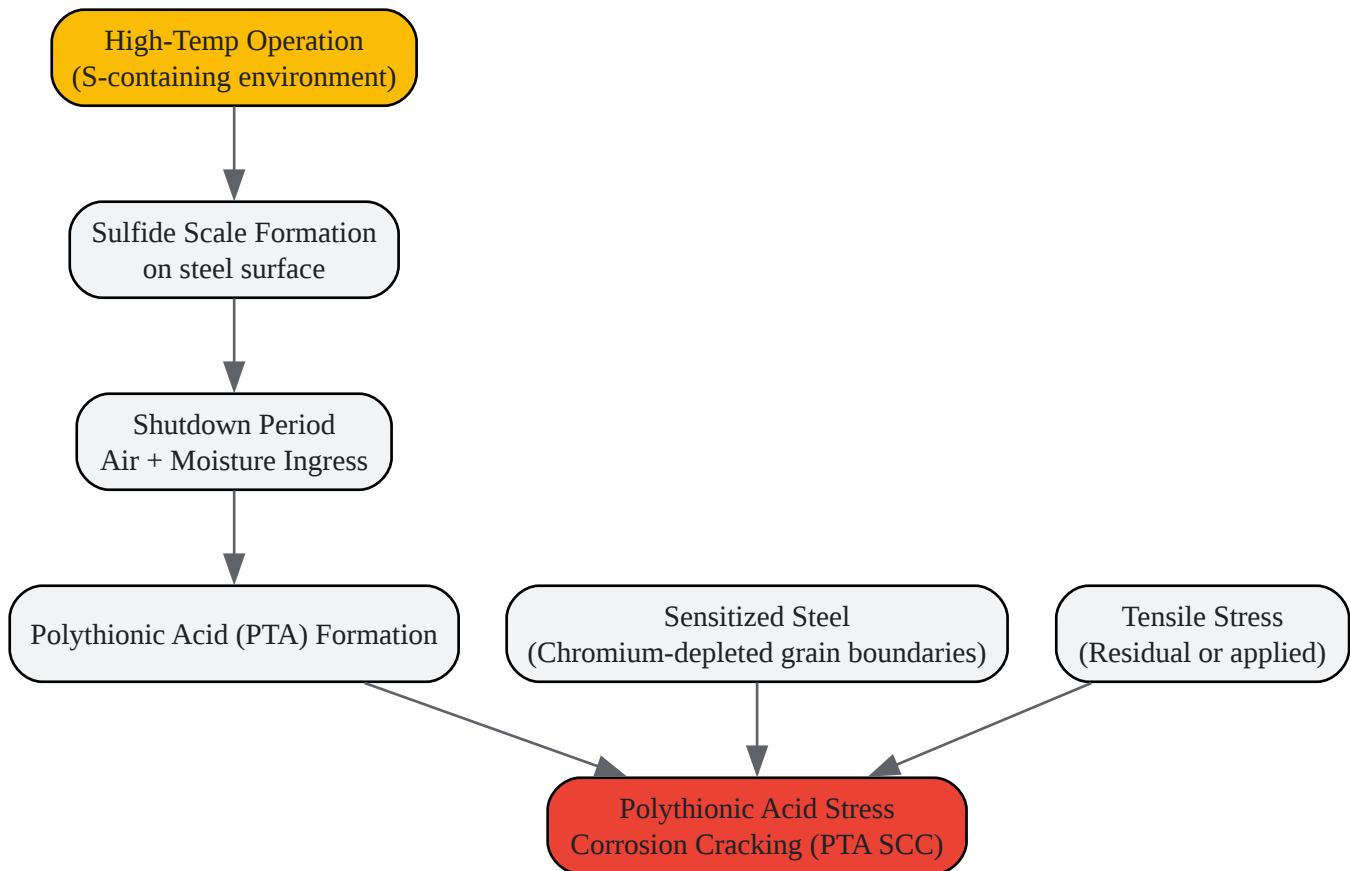 High-Temp Operation
(S-containing environment)
Sulfide Scale Formation
on steel surface
Shutdown Period
Air + Moisture Ingress
Polythionic Acid (PTA) Formation
Sensitized Steel
(Chromium-depleted grain boundaries)
Tensile Stress
(Residual or applied)
Polythionic Acid Stress
Corrosion Cracking (PTA SCC)